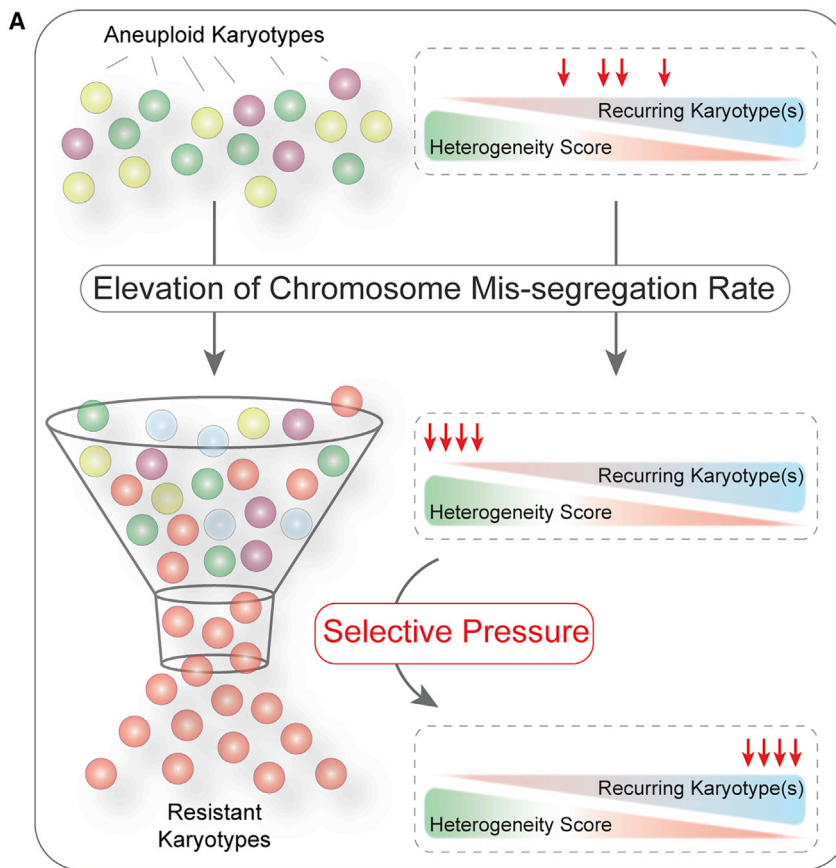 A
Aneuploid Karyotypes
Recurring Karyotype(s)
Heterogeneity Score
Elevation of Chromosome Mis-segregation Rate
Recurring Karyotype(s)
Heterogeneity Score
Selective Pressure
Recurring Karyotype(s)
Heterogeneity Score
Resistant
Karyotypes